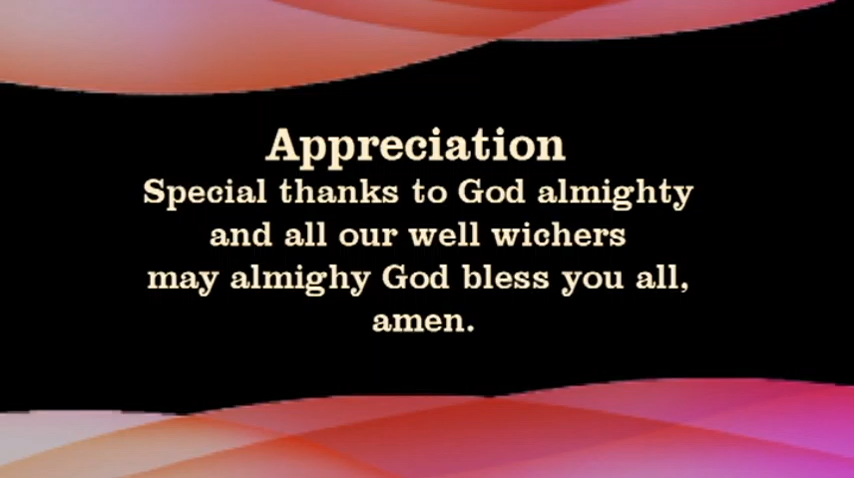 Appreciation
Special thanks to God almighty
and all our well wichers
may almighy God bless you all,
amen.